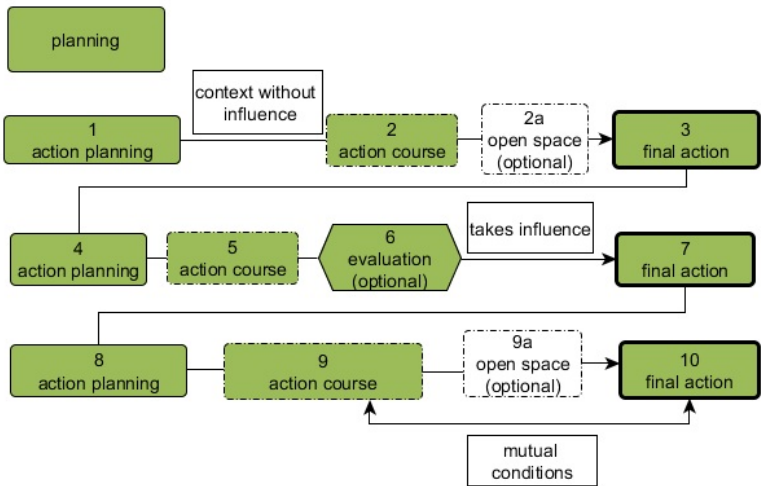 planning
context without
influence
1
action planning
2
action course
2a
open space
(optional)
3
final action
4
action planning
5
action course
6
evaluation
(optional)
takes influence
7
final action
8
action planning
9
action course
9a
open space
(optional)
10
final action
mutual
conditions